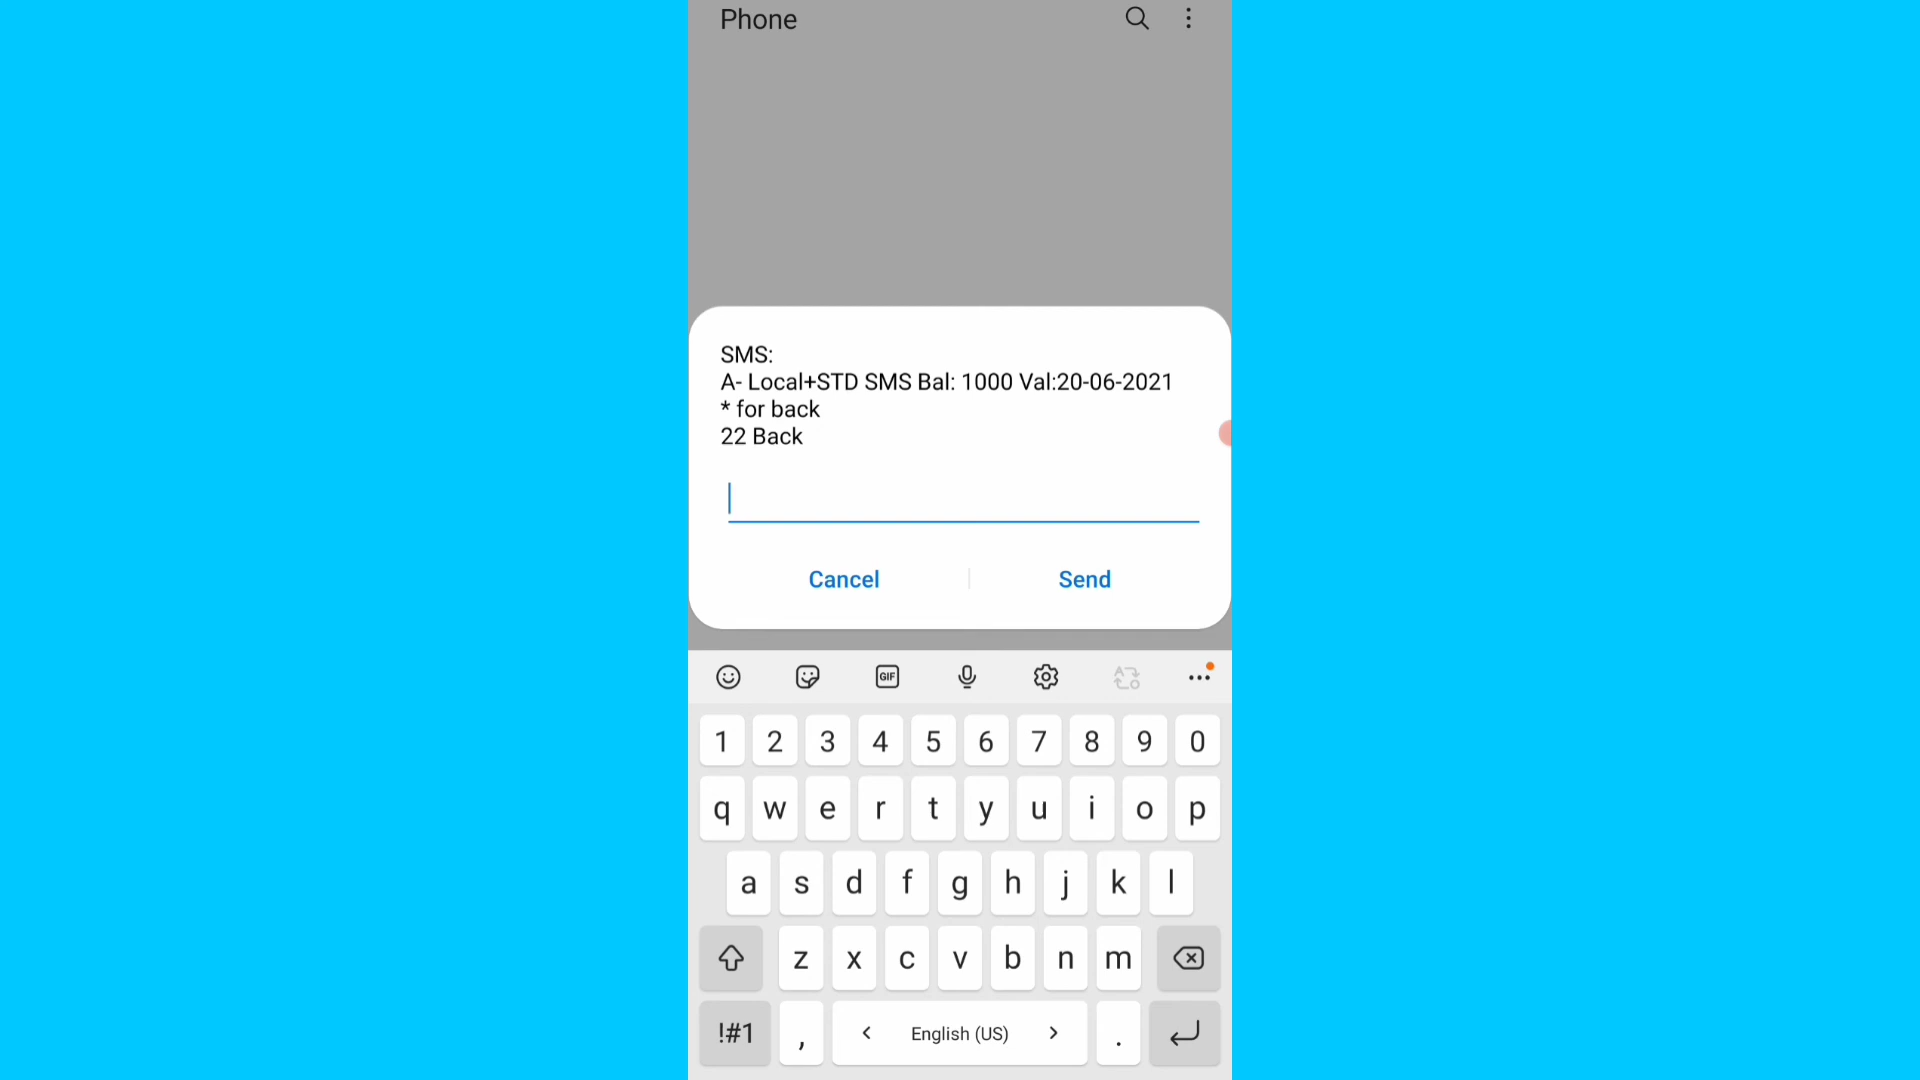 Phone
SMS:
A- Local+STD SMS Bal: 1000 Val:20-06-2021
* for back
22 Back
Cancel Send
GIF
1 2 3 4 5 6 7 8 9 0
q w e r t y u i o p
a s d f g h j k l
z x c v b n m
!#1 , < English (US) > .